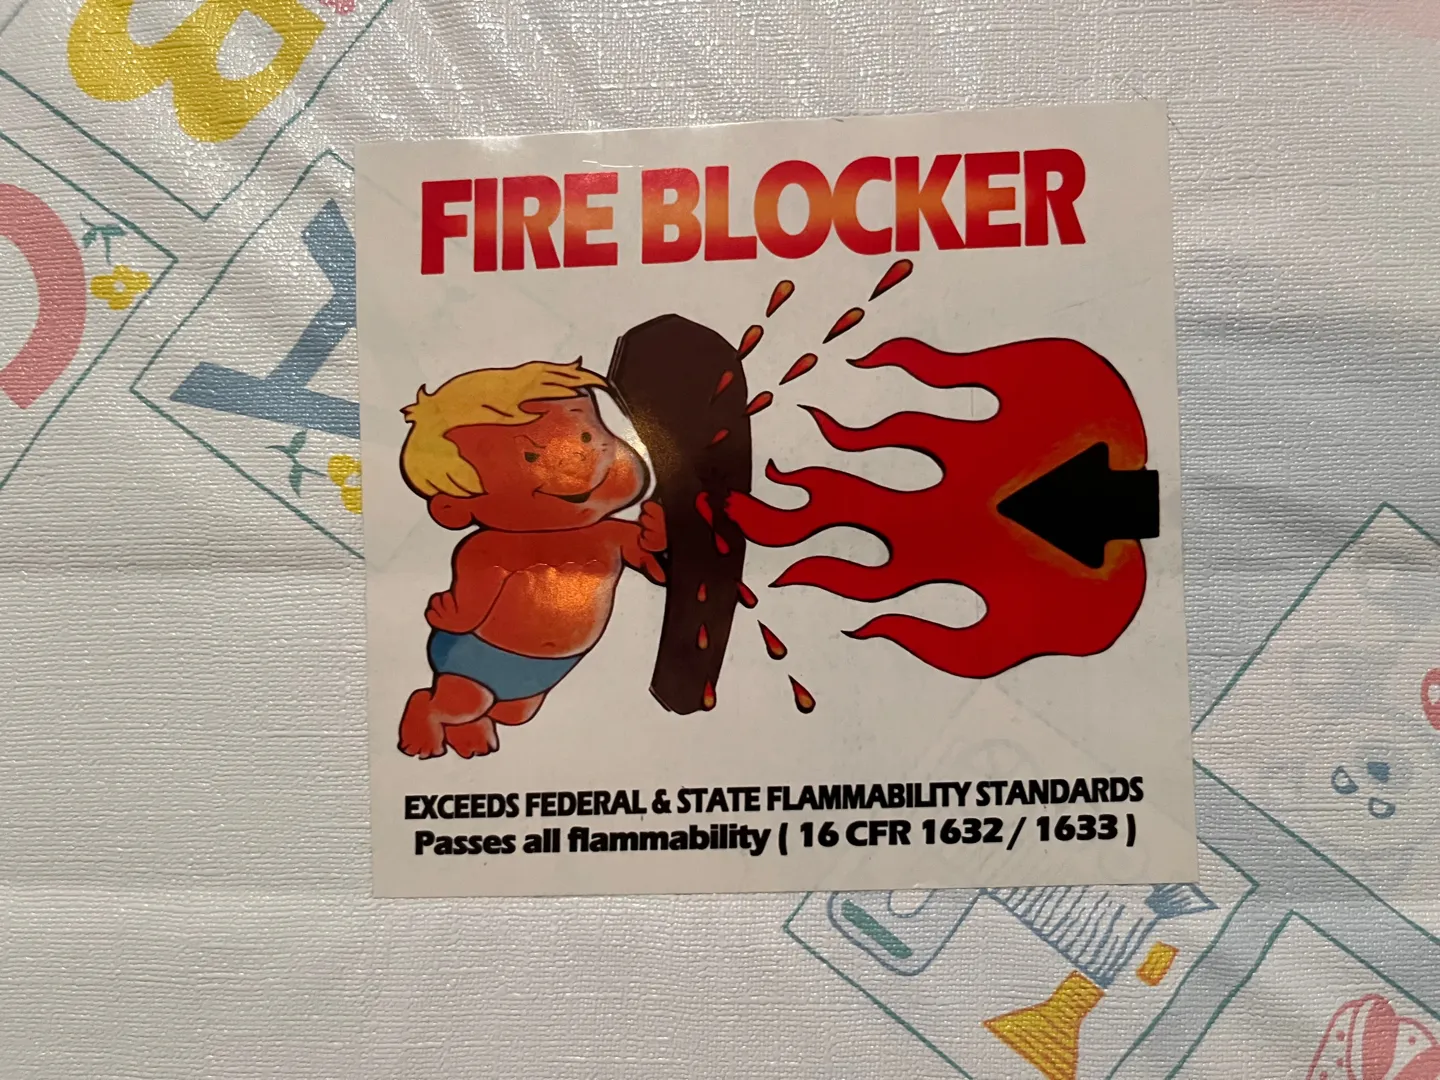 FIRE BLOCKER
EXCEEDS FEDERAL & STATE FLAMMABILITY STANDARDS
Passes all flammability ( 16 CFR 1632 / 1633 )